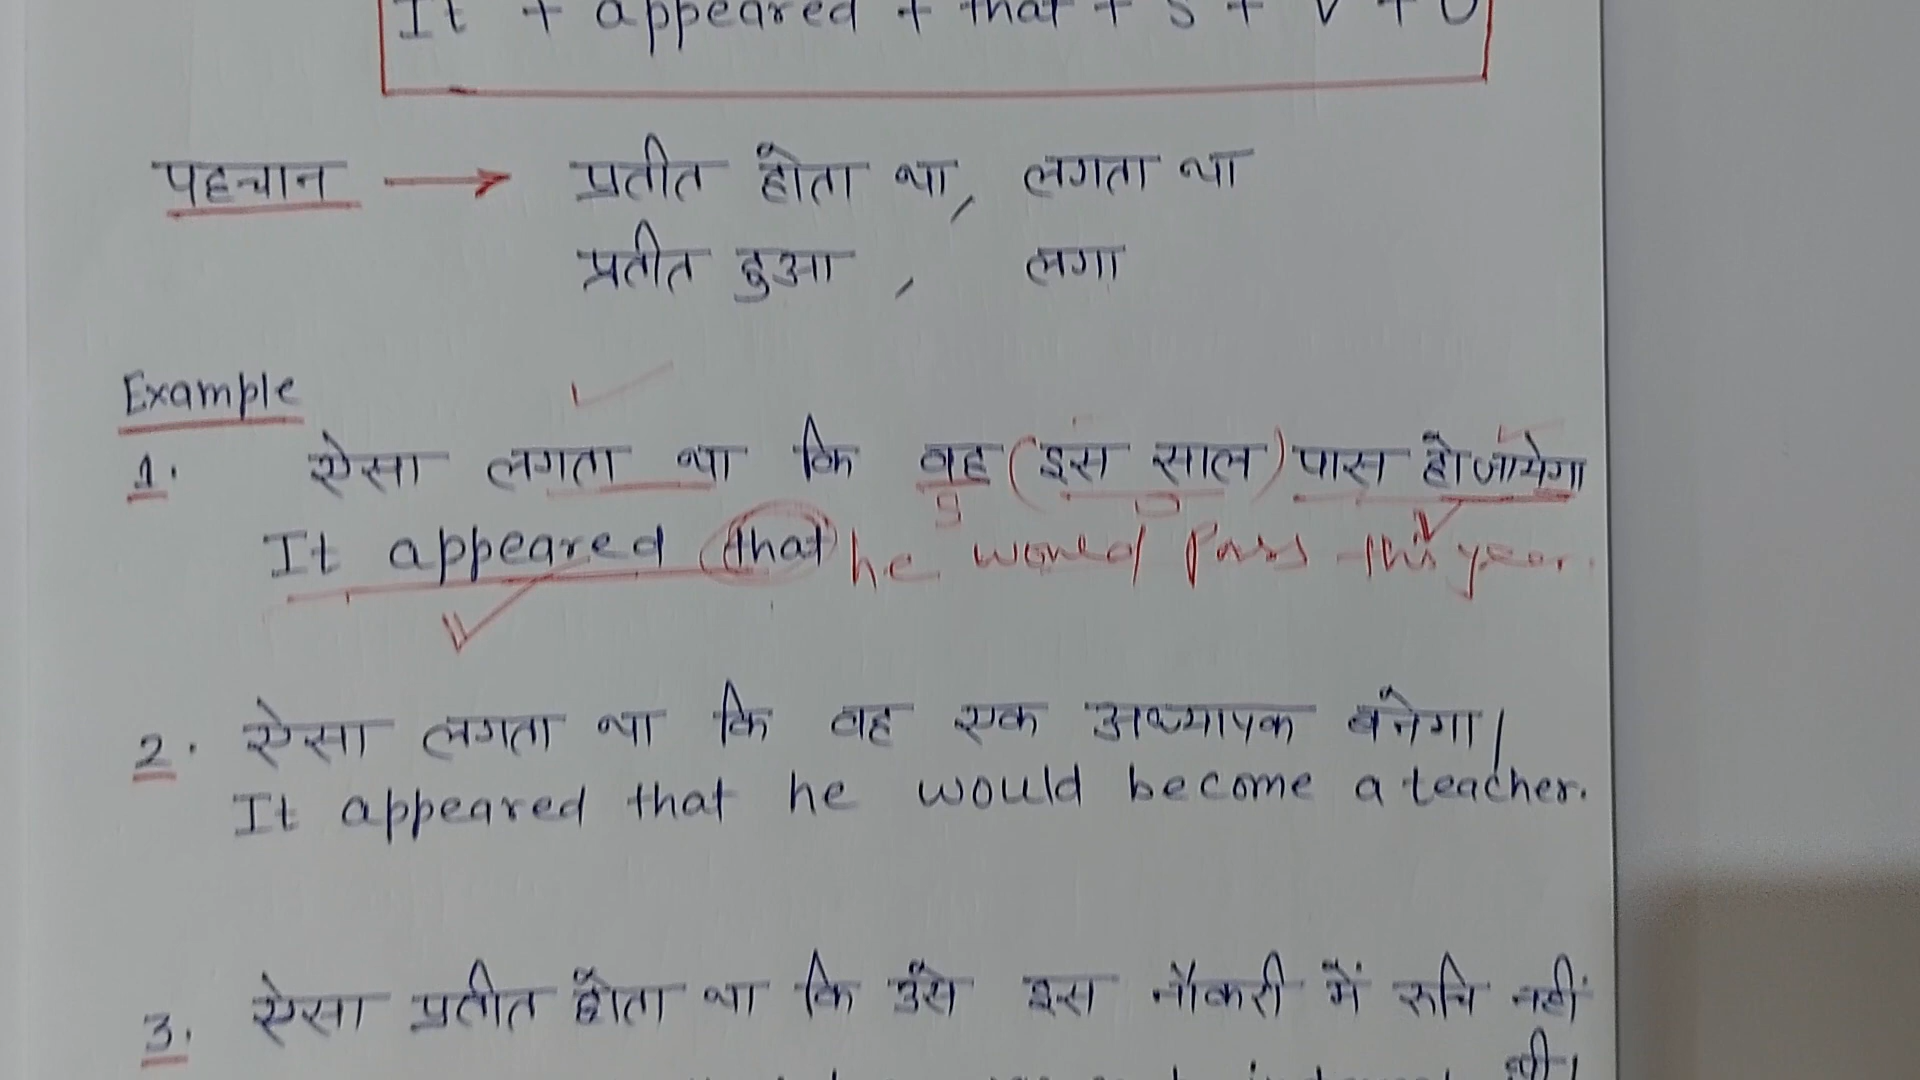 It + appeared + that + S + V + O
पहचान → प्रतीत होता था, लगता था
प्रतीत हुआ , लगा
Example
1. ऐसा लगता था कि वह (इस साल) पास हो जायेगा
S O V
It appeared that he would pass this year.
2. ऐसा लगता था कि वह एक अध्यापक बनेगा।
It appeared that he would become a teacher.
3. ऐसा प्रतीत होता था कि उसे इस नौकरी में रुचि नहीं
थी।